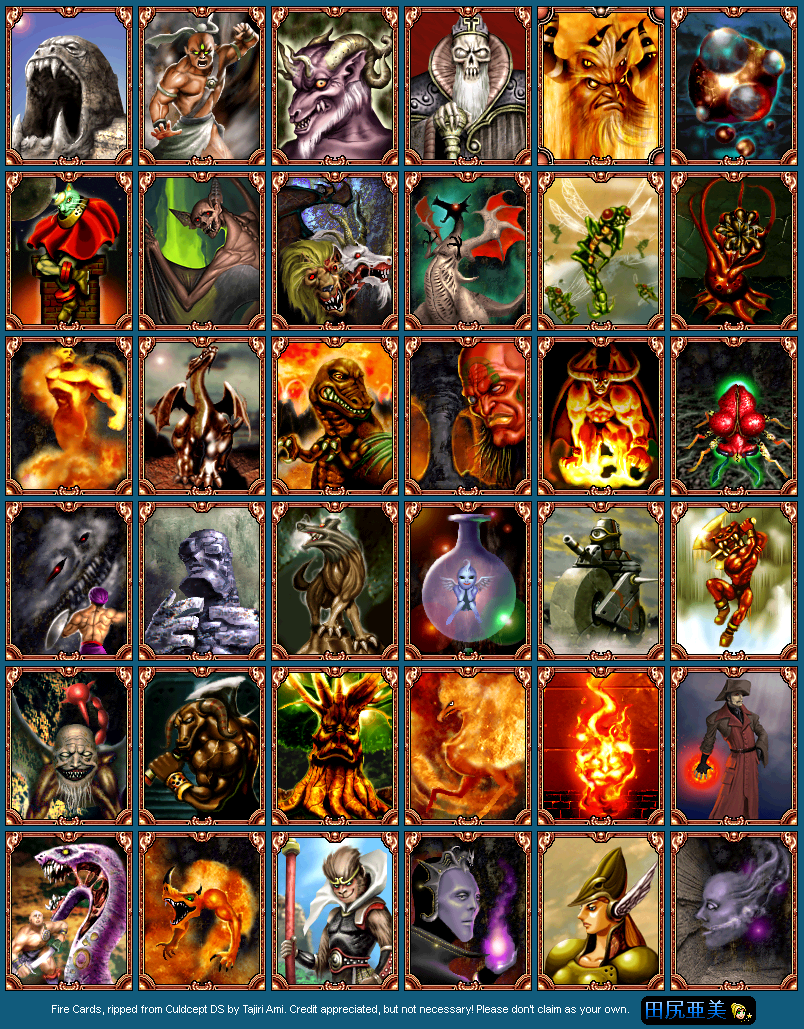 Fire Cards, ripped from Culdcept DS by Tajiri Ami. Credit appreciated, but not necessary! Please don't claim as your own.
田尻亜美